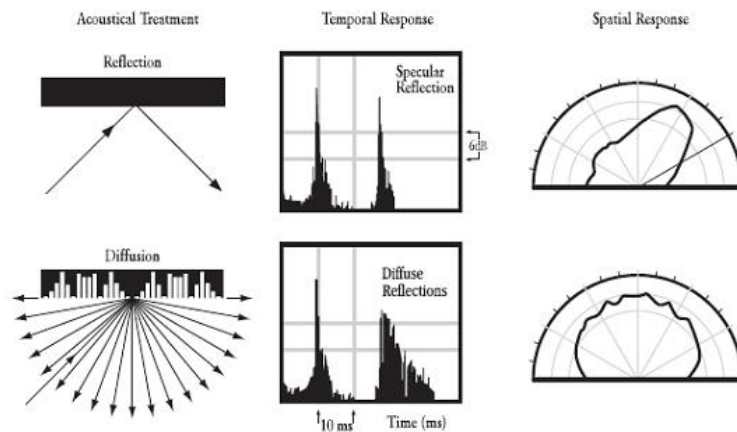 Acoustical Treatment
Temporal Response
Spatial Response
Reflection
Specular
Reflection
6dB
Diffusion
Diffuse
Reflections
10 ms
Time (ms)